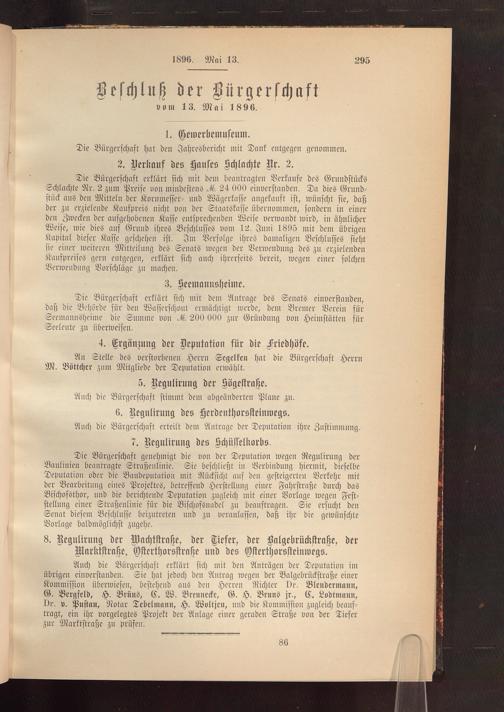 1896. Mai 13.
295
Beschluß der Bürgerschaft
vom 13. Mai 1896.
1. Gewerbemuseum.
Die Bürgerschaft hat den Jahresbericht mit Dank entgegen genommen.
2. Verkauf des Hauses Schlachte Nr. 2.
Die Bürgerschaft erklärt sich mit dem beantragten Verkaufe des Grundstücks
Schlachte Nr. 2 zum Preise von mindestens ℳ 24 000 einverstanden. Da dies Grund-
stück aus den Mitteln der Kornmesser- und Wägerkasse angekauft ist, wünscht sie, daß
der zu erzielende Kaufpreis nicht von der Staatskasse übernommen, sondern in einer
den Zwecken der aufgehobenen Kasse entsprechenden Weise verwandt wird, in ähnlicher
Weise, wie dies auf Grund ihres Beschlusses vom 12. Juni 1895 mit dem übrigen
Kapital dieser Kasse geschehen ist. Im Verfolge ihres damaligen Beschlusses sieht
sie einer weiteren Mitteilung des Senats wegen der Verwendung des zu erzielenden
Kaufpreises gern entgegen, erklärt sich auch ihrerseits bereit, wegen einer solchen
Verwendung Vorschläge zu machen.
3. Seemannsheime.
Die Bürgerschaft erklärt sich mit dem Antrage des Senats einverstanden,
daß die Behörde für den Wasserschout ermächtigt werde, dem Bremer Verein für
Seemannsheime die Summe von ℳ 200 000 zur Gründung von Heimstätten für
Seeleute zu überweisen.
4. Ergänzung der Deputation für die Friedhöfe.
An Stelle des verstorbenen Herrn Segelken hat die Bürgerschaft Herrn
M. Böttcher zum Mitgliede der Deputation erwählt.
5. Regulirung der Sögestraße.
Auch die Bürgerschaft stimmt dem abgeänderten Plane zu.
6. Regulirung des Herdenthorssteinwegs.
Auch die Bürgerschaft erteilt dem Antrage der Deputation ihre Zustimmung.
7. Regulirung des Schüsselkorbs.
Die Bürgerschaft genehmigt die von der Deputation wegen Regulirung der
Baulinien beantragte Straßenlinie. Sie beschließt in Verbindung hiermit, dieselbe
Deputation oder die Baudeputation mit Rücksicht auf den gesteigerten Verkehr mit
der Bearbeitung eines Projektes, betreffend Herstellung einer Fahrstraße durch das
Bischofsthor, und die berichtende Deputation zugleich mit einer Vorlage wegen Fest-
stellung einer Straßenlinie für die Bischofsnadel zu beauftragen. Sie ersucht den
Senat diesem Beschlusse beizutreten und zu veranlassen, daß ihr die gewünschte
Vorlage baldmöglichst zugehe.
8. Regulirung der Wachtstraße, der Tiefer, der Balgebrückstraße, der
Marktstraße, Osterthorsstraße und des Osterthorssteinwegs.
Auch die Bürgerschaft erklärt sich mit den Anträgen der Deputation im
übrigen einverstanden. Sie hat jedoch den Antrag wegen der Balgebrückstraße einer
Kommission überwiesen, bestehend aus den Herren Richter Dr. Blendermann,
G. Bergfeld, H. Brüns, C. W. Brennecke, G. H. Bruns jr., C. Lodtmann,
Dr. v. Pustau, Notar Tebelmann, H. Woltjen, und die Kommission zugleich beauf-
tragt, ein ihr vorgelegtes Projekt der Anlage einer geraden Straße von der Tiefer
zur Marktstraße zu prüfen.
86